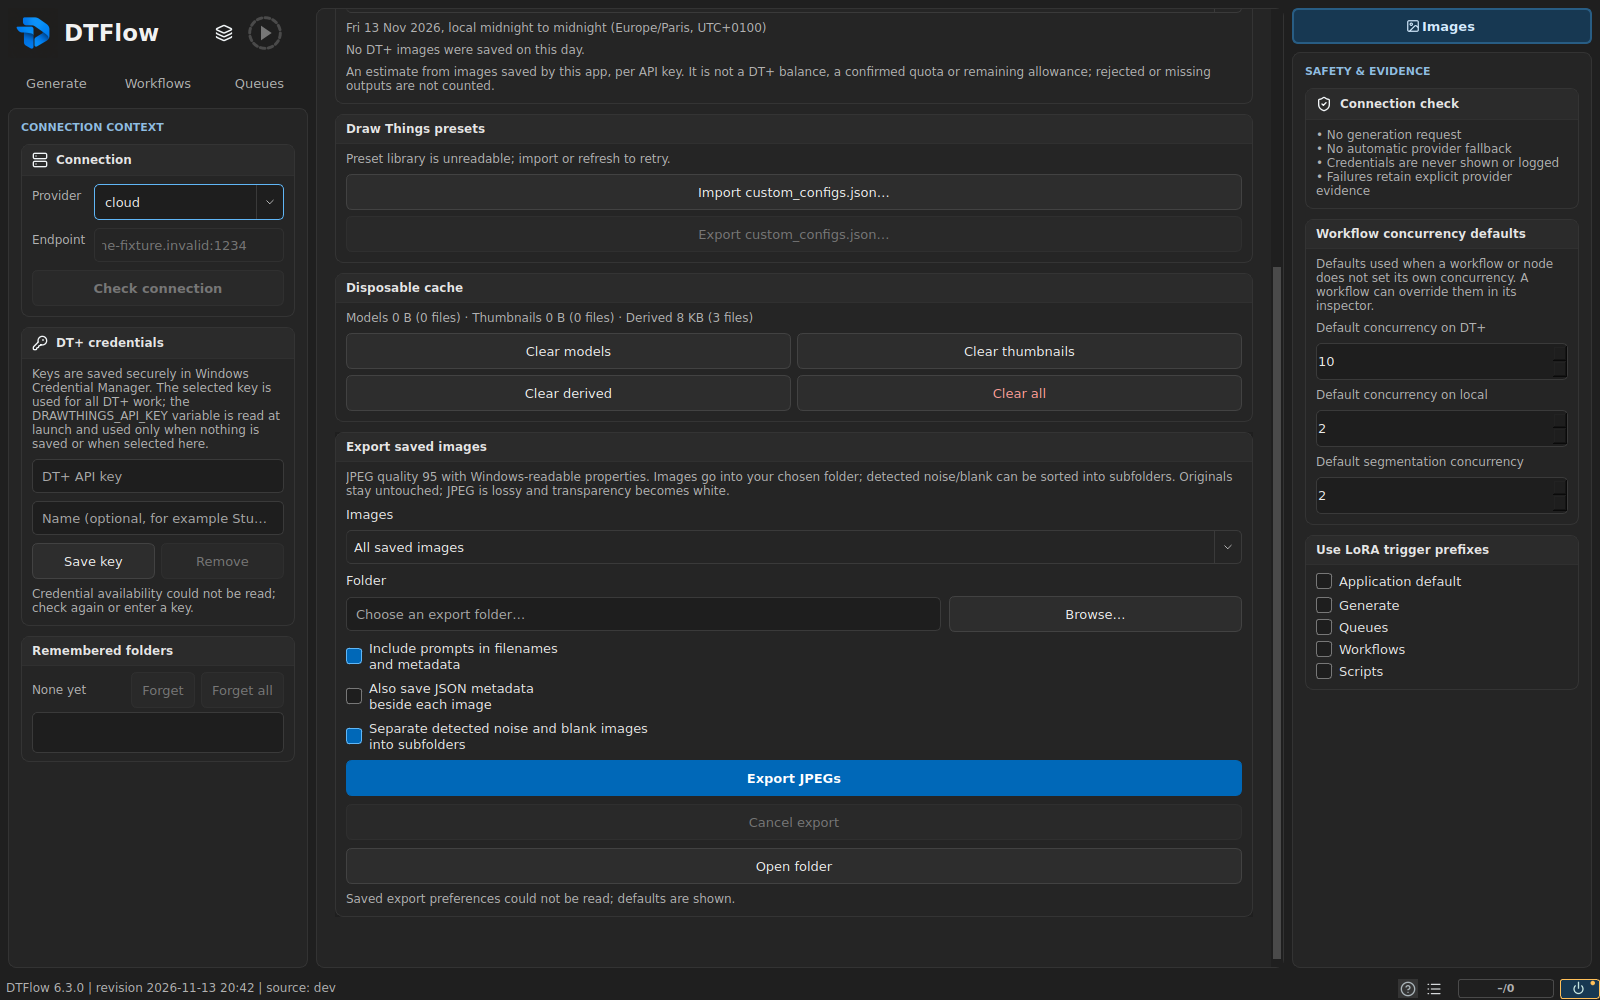 DTFlow
Generate
Workflows
Queues
CONNECTION CONTEXT
Connection
Provider
cloud
Endpoint
ne-fixture.invalid:1234
Check connection
DT+ credentials
Keys are saved securely in Windows
Credential Manager. The selected key is
used for all DT+ work; the
DRAWTHINGS_API_KEY variable is read at
launch and used only when nothing is
saved or when selected here.
DT+ API key
Name (optional, for example Stu...
Save key
Remove
Credential availability could not be read;
check again or enter a key.
Remembered folders
None yet
Forget
Forget all
Fri 13 Nov 2026, local midnight to midnight (Europe/Paris, UTC+0100)
No DT+ images were saved on this day.
An estimate from images saved by this app, per API key. It is not a DT+ balance, a confirmed quota or remaining allowance; rejected or missing
outputs are not counted.
Draw Things presets
Preset library is unreadable; import or refresh to retry.
Import custom_configs.json...
Export custom_configs.json...
Disposable cache
Models 0 B (0 files) · Thumbnails 0 B (0 files) · Derived 8 KB (3 files)
Clear models
Clear thumbnails
Clear derived
Clear all
Export saved images
JPEG quality 95 with Windows-readable properties. Images go into your chosen folder; detected noise/blank can be sorted into subfolders. Originals
stay untouched; JPEG is lossy and transparency becomes white.
Images
All saved images
Folder
Choose an export folder...
Browse...
Include prompts in filenames
and metadata
Also save JSON metadata
beside each image
Separate detected noise and blank images
into subfolders
Export JPEGs
Cancel export
Open folder
Saved export preferences could not be read; defaults are shown.
Images
SAFETY & EVIDENCE
Connection check
• No generation request
• No automatic provider fallback
• Credentials are never shown or logged
• Failures retain explicit provider
evidence
Workflow concurrency defaults
Defaults used when a workflow or node
does not set its own concurrency. A
workflow can override them in its
inspector.
Default concurrency on DT+
10
Default concurrency on local
2
Default segmentation concurrency
2
Use LoRA trigger prefixes
Application default
Generate
Queues
Workflows
Scripts
DTFlow 6.3.0 | revision 2026-11-13 20:42 | source: dev
-/0